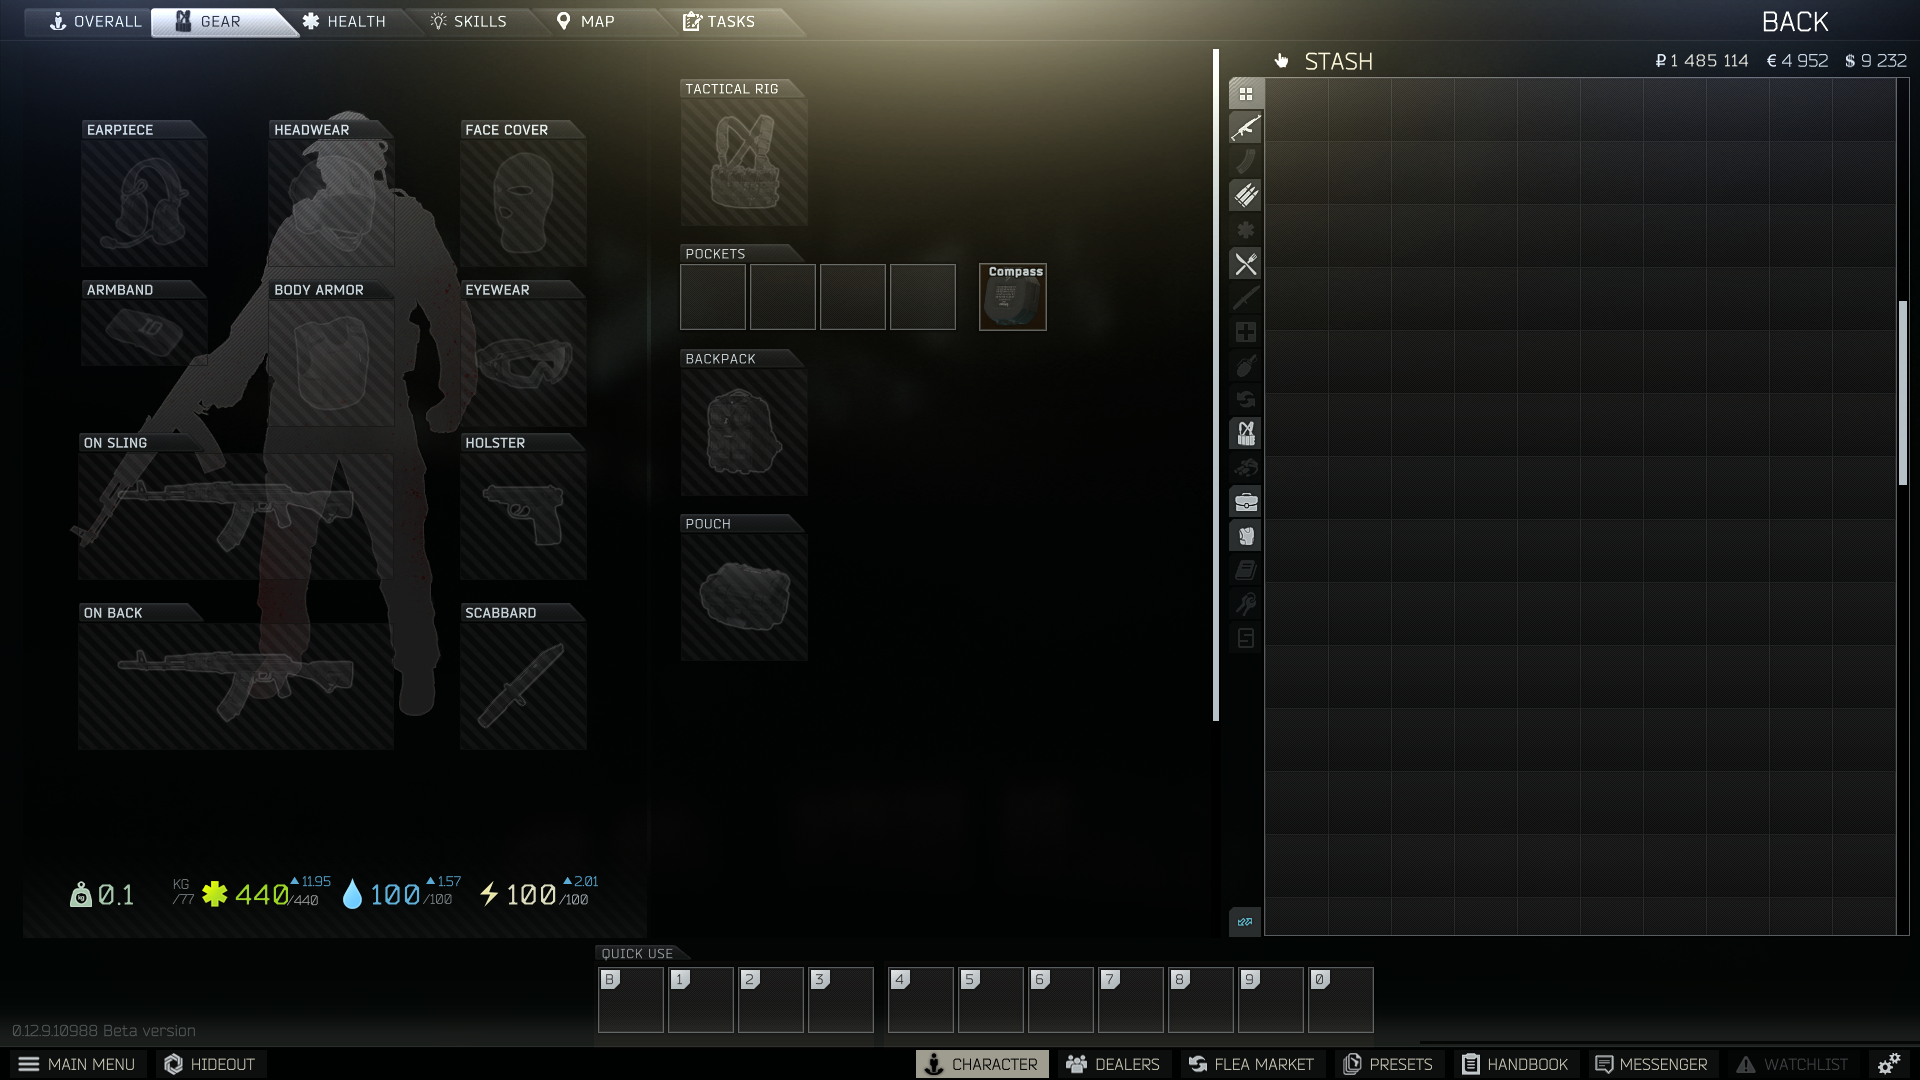 OVERALL
GEAR
HEALTH
SKILLS
MAP
TASKS
BACK
STASH
₽ 1 485 114 € 4 952 $ 9 232
EARPIECE
HEADWEAR
FACE COVER
TACTICAL RIG
POCKETS
Compass
ARMBAND
BODY ARMOR
EYEWEAR
BACKPACK
ON SLING
HOLSTER
POUCH
ON BACK
SCABBARD
0.1 KG /77
440 /440 ▲11.95
100 /100 ▲1.57
100 /100 ▲2.01
QUICK USE
B 1 2 3 4 5 6 7 8 9 0
0.12.9.10988 Beta version
MAIN MENU
HIDEOUT
CHARACTER
DEALERS
FLEA MARKET
PRESETS
HANDBOOK
MESSENGER
WATCHLIST